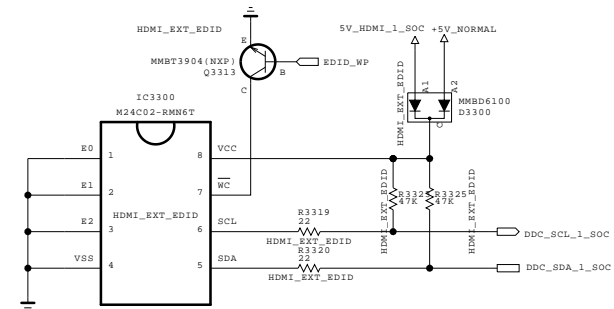 HDMI_EXT_EDID
E
MMBT3904(NXP)
Q3313
B
EDID_WP
C
5V_HDMI_1_SOC
+5V_NORMAL
A1
A2
HDMI_EXT_EDID
MMBD6100
D3300
C
IC3300
M24C02-RMN6T
E0
1
8
VCC
E1
2
7
WC
HDMI_EXT_EDID
E2
3
6
SCL
VSS
4
5
SDA
R3319
22
HDMI_EXT_EDID
R3320
22
HDMI_EXT_EDID
HDMI_EXT_EDID
47K
R3325
47K
HDMI_EXT_EDID
DDC_SCL_1_SOC
DDC_SDA_1_SOC